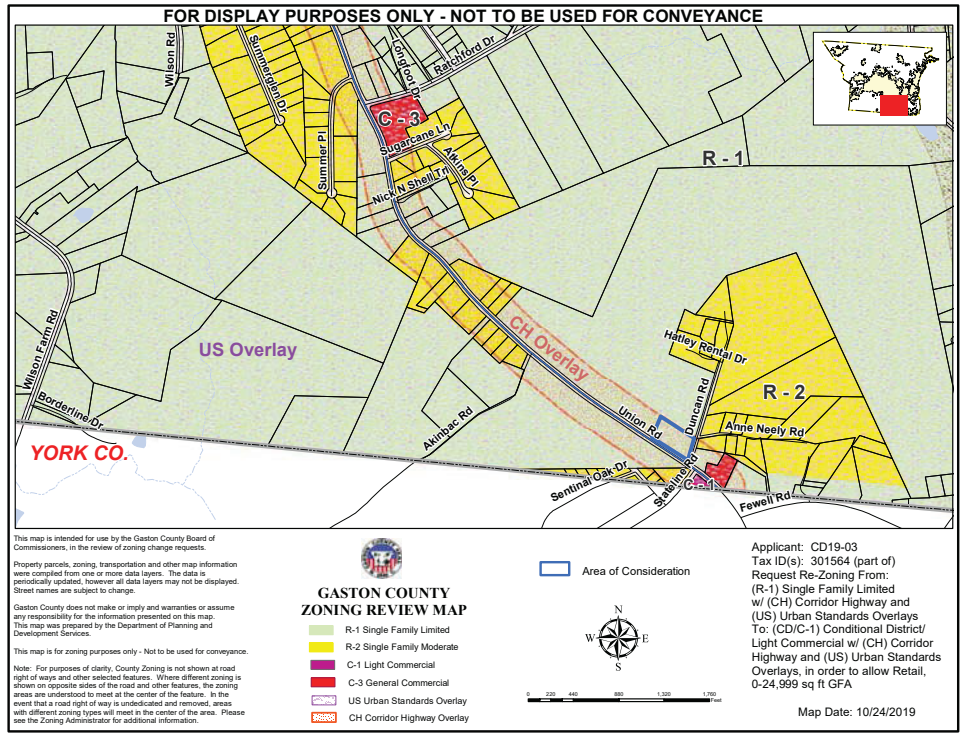 FOR DISPLAY PURPOSES ONLY - NOT TO BE USED FOR CONVEYANCE
Wilson Rd
Summerglen Dr
Longfoot Dr
Ratchford Dr
C - 3
Sugarcane Ln
Summer Pl
Atkins Pl
Nick N Shell Trl
R - 1
Wilson Farm Rd
US Overlay
CH Overlay
Hatley Rental Dr
R - 2
Duncan Rd
Borderline Dr
Akinbac Rd
Union Rd
Anne Neely Rd
YORK CO.
Sentinal Oak Dr
Stateline Rd
C - 1
Fewell Rd
This map is intended for use by the Gaston County Board of
Commissioners, in the review of zoning change requests.
Property parcels, zoning, transportation and other map information
were compiled from one or more data layers. The data is
periodically updated, however all data layers may not be displayed.
Street names are subject to change.
Gaston County does not make or imply and warranties or assume
any responsibility for the information presented on this map.
This map was prepared by the Department of Planning and
Development Services.
This map is for zoning purposes only - Not to be used for conveyance.
Note: For purposes of clarity, County Zoning is not shown at road
right of ways and other selected features. Where different zoning is
shown on opposite sides of the road and other features, the zoning
areas are understood to meet at the center of the feature. In the
event that a road right of way is undedicated and removed, areas
with different zoning types will meet in the center of the area. Please
see the Zoning Administrator for additional information.
GASTON COUNTY
ZONING REVIEW MAP
R-1 Single Family Limited
R-2 Single Family Moderate
C-1 Light Commercial
C-3 General Commercial
US Urban Standards Overlay
CH Corridor Highway Overlay
Area of Consideration
N
W E
S
0 220 440 880 1,320 1,760
Feet
Applicant: CD19-03
Tax ID(s): 301564 (part of)
Request Re-Zoning From:
(R-1) Single Family Limited
w/ (CH) Corridor Highway and
(US) Urban Standards Overlays
To: (CD/C-1) Conditional District/
Light Commercial w/ (CH) Corridor
Highway and (US) Urban Standards
Overlays, in order to allow Retail,
0-24,999 sq ft GFA
Map Date: 10/24/2019